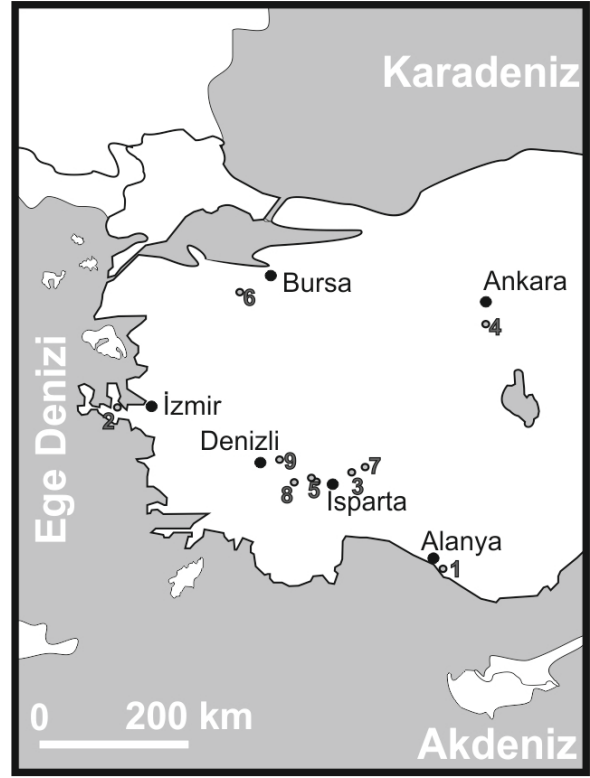 Karadeniz
Bursa
6
Ankara
4
Ege Denizi
2
İzmir
Denizli
9
8
5
3
7
Isparta
Alanya
1
0
200 km
Akdeniz